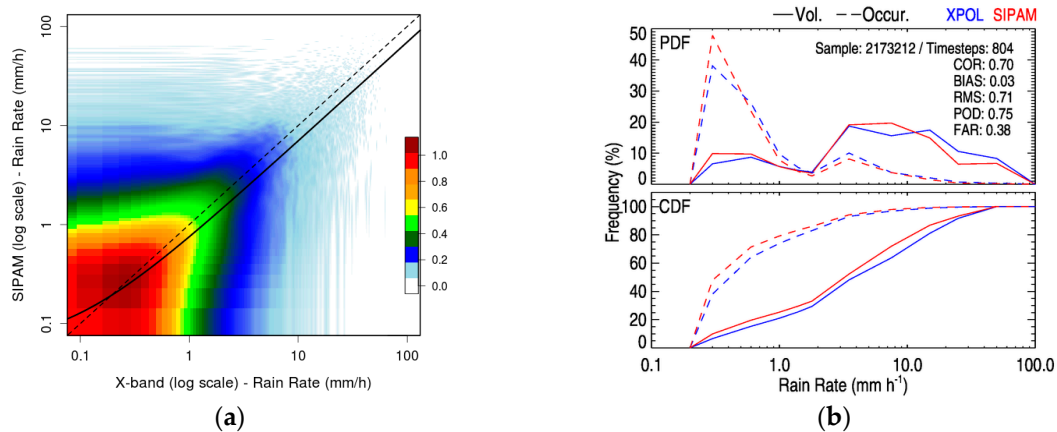 100
10
1
0.1
SIPAM (log scale) - Rain Rate (mm/h)
1.0
0.8
0.6
0.4
0.2
0.0
0.1 1 10 100
X-band (log scale) - Rain Rate (mm/h)
(a)
Vol. Occur. XPOL SIPAM
PDF
Sample: 2173212 / Timesteps: 804
COR: 0.70
BIAS: 0.03
RMS: 0.71
POD: 0.75
FAR: 0.38
50
40
30
20
10
0
Frequency (%)
CDF
100
80
60
40
20
0
0.1 1.0 10.0 100.0
Rain Rate (mm h⁻¹)
(b)